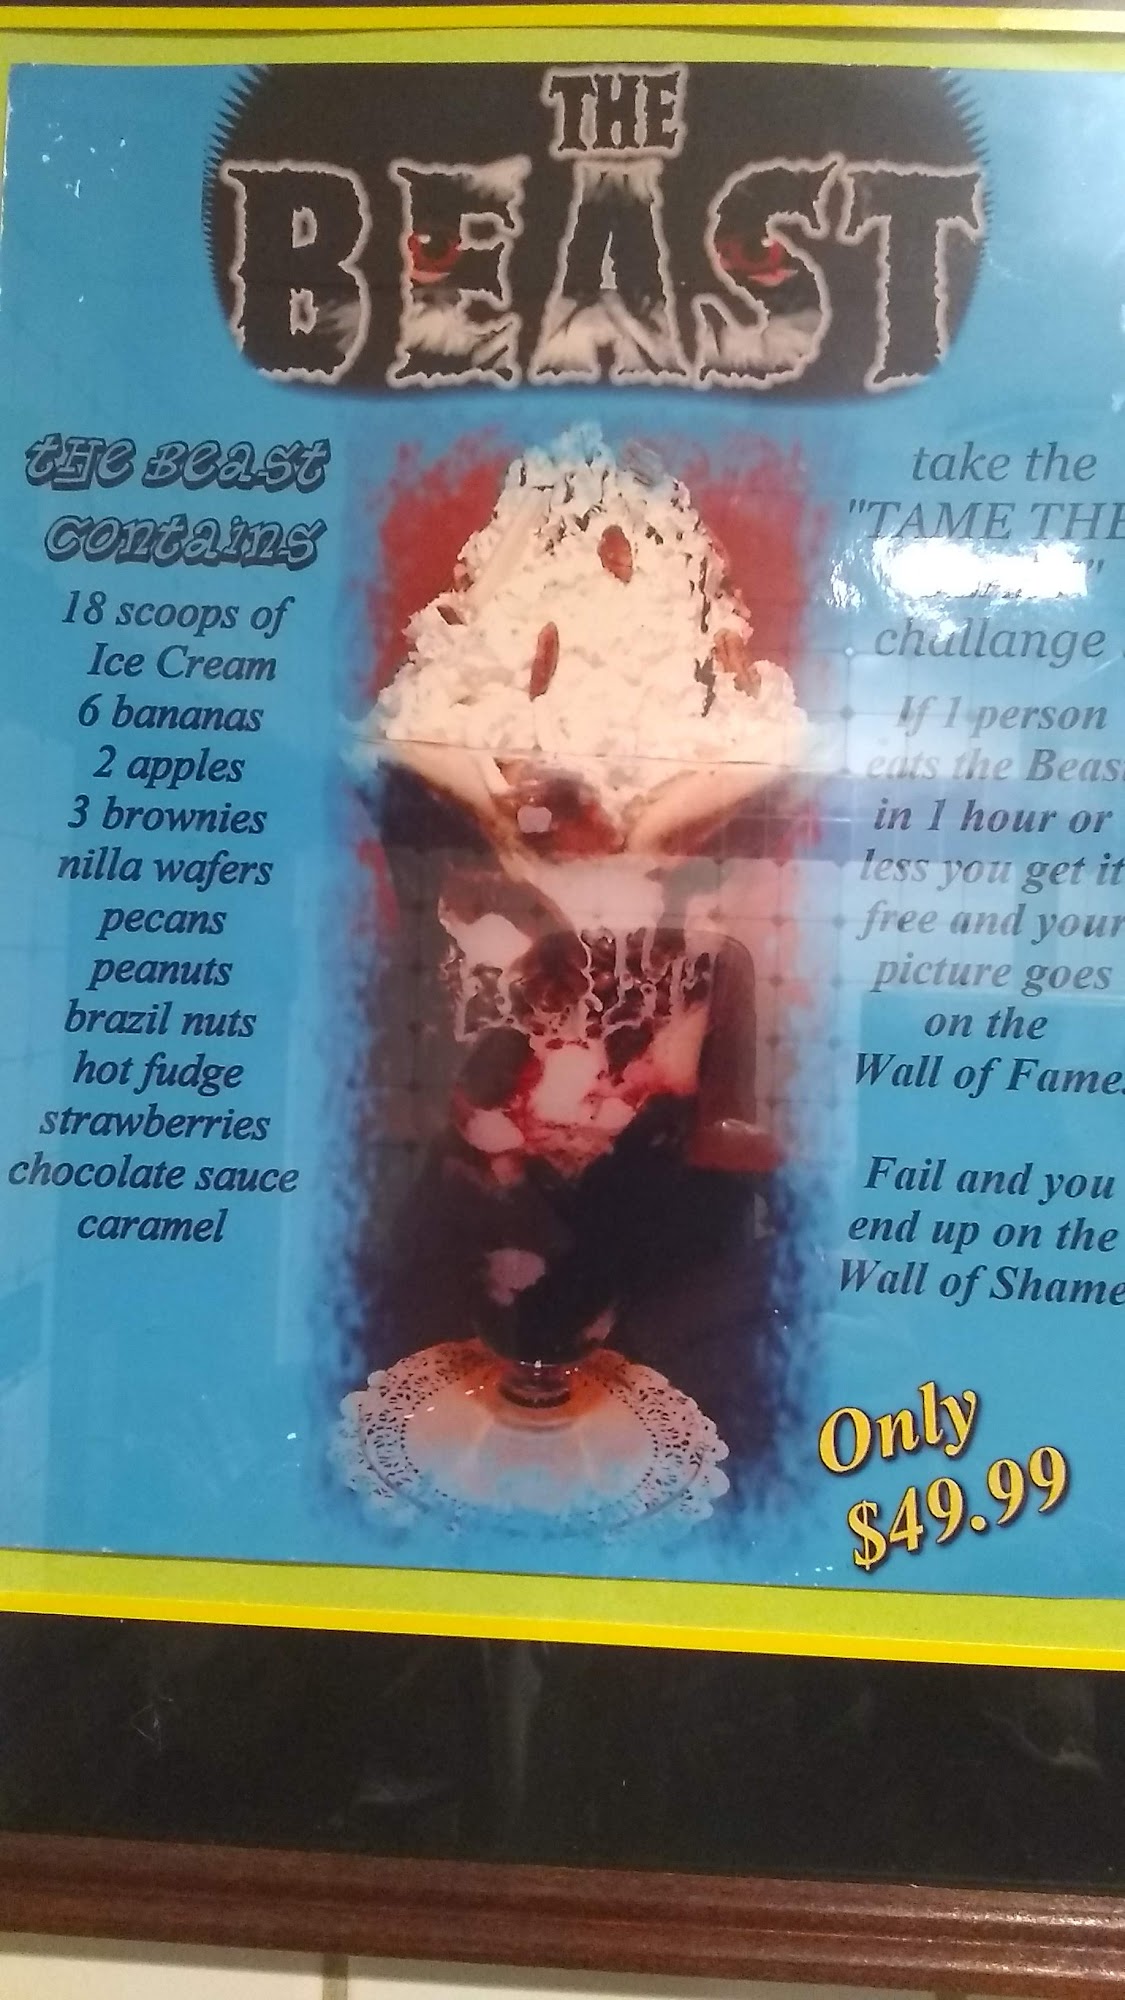 THE
BEAST
tHe Beast
contains
18 scoops of
Ice Cream
6 bananas
2 apples
3 brownies
nilla wafers
pecans
peanuts
brazil nuts
hot fudge
strawberries
chocolate sauce
caramel
take the
"TAME THE
challange
If 1 person
eats the Beast
in 1 hour or
less you get it
free and your
picture goes
on the
Wall of Fame.
Fail and you
end up on the
Wall of Shame
Only
$49.99